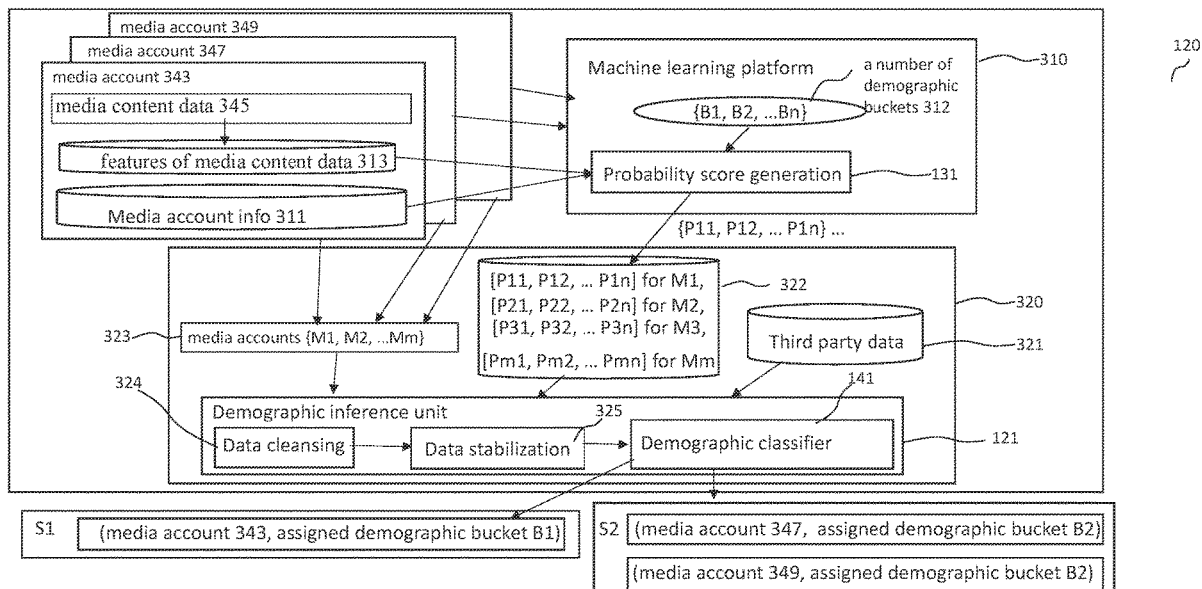 media account 349
media account 347
media account 343
media content data 345
features of media content data 313
Media account info 311
Machine learning platform
a number of
demographic
buckets 312
{B1, B2, ...Bn}
Probability score generation
310
120
131
{P11, P12, ... P1n} ...
[P11, P12, ... P1n] for M1,
[P21, P22, ... P2n] for M2,
[P31, P32, ... P3n] for M3,
[Pm1, Pm2, ... Pmn] for Mm
322
320
323
media accounts {M1, M2, ...Mm}
Third party data
321
324
141
Demographic inference unit
325
Data cleansing
Data stabilization
Demographic classifier
121
S1
(media account 343, assigned demographic bucket B1)
S2
(media account 347, assigned demographic bucket B2)
(media account 349, assigned demographic bucket B2)